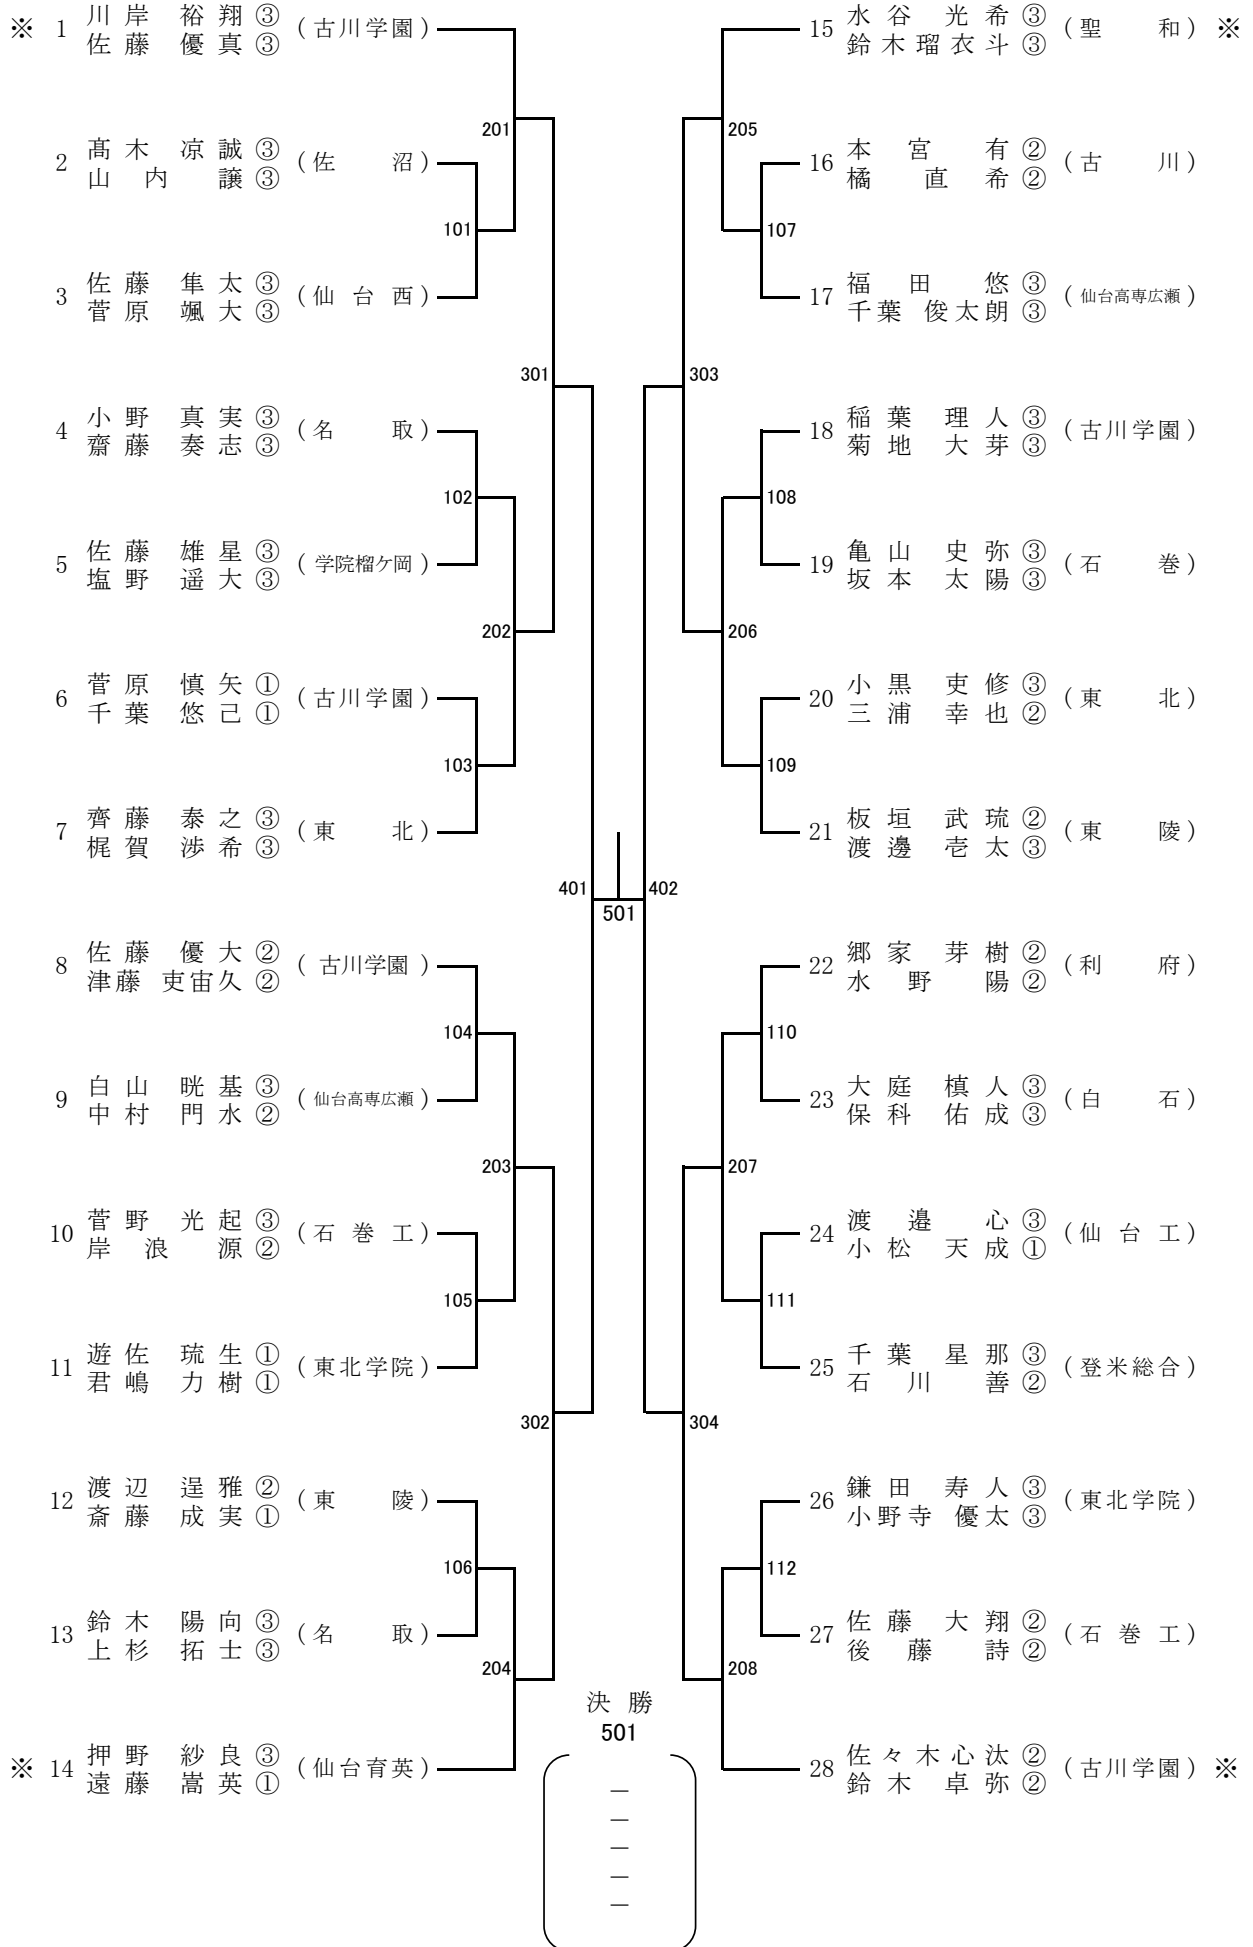 ※ 1 川岸 裕翔 ③ (古川学園)
佐藤 優真 ③
201
2 髙木 凉誠 ③ (佐沼)
山内 譲 ③
101
3 佐藤 隼太 ③ (仙台西)
菅原 颯大 ③
301
4 小野 真実 ③ (名取)
齋藤 奏志 ③
102
5 佐藤 雄星 ③ (学院榴ケ岡)
塩野 遥大 ③
202
6 菅原 慎矢 ① (古川学園)
千葉 悠己 ①
103
7 齊藤 泰之 ③ (東北)
梶賀 渉希 ③
401
8 佐藤 優大 ② (古川学園)
津藤 吏宙久 ②
104
9 白山 晄基 ③ (仙台高専広瀬)
中村 門水 ②
203
10 菅野 光起 ③ (石巻工)
岸浪 源 ②
105
11 遊佐 琉生 ① (東北学院)
君嶋 力樹 ①
302
12 渡辺 逞雅 ② (東陵)
斎藤 成実 ①
106
13 鈴木 陽向 ③ (名取)
上杉 拓士 ③
204
※ 14 押野 紗良 ③ (仙台育英)
遠藤 嵩英 ①
15 水谷 光希 ③ (聖和) ※
鈴木 瑠衣斗 ③
205
16 本宮 有 ② (古川)
橘 直希 ②
107
17 福田 悠 ③ (仙台高専広瀬)
千葉 俊太朗 ③
303
18 稲葉 理人 ③ (古川学園)
菊地 大芽 ③
108
19 亀山 史弥 ③ (石巻)
坂本 太陽 ③
206
20 小黒 吏修 ③ (東北)
三浦 幸也 ②
109
21 板垣 武琉 ② (東陵)
渡邊 壱太 ③
402
501
22 郷家 芽樹 ② (利府)
水野 陽 ②
110
23 大庭 槙人 ③ (白石)
保科 佑成 ③
207
24 渡邉 心 ③ (仙台工)
小松 天成 ①
111
25 千葉 星那 ③ (登米総合)
石川 善 ②
304
26 鎌田 寿人 ③ (東北学院)
小野寺 優太 ③
112
27 佐藤 大翔 ② (石巻工)
後藤 詩 ②
208
28 佐々木 心汰 ② (古川学園) ※
鈴木 卓弥 ②
決勝
501
―
―
―
―
―